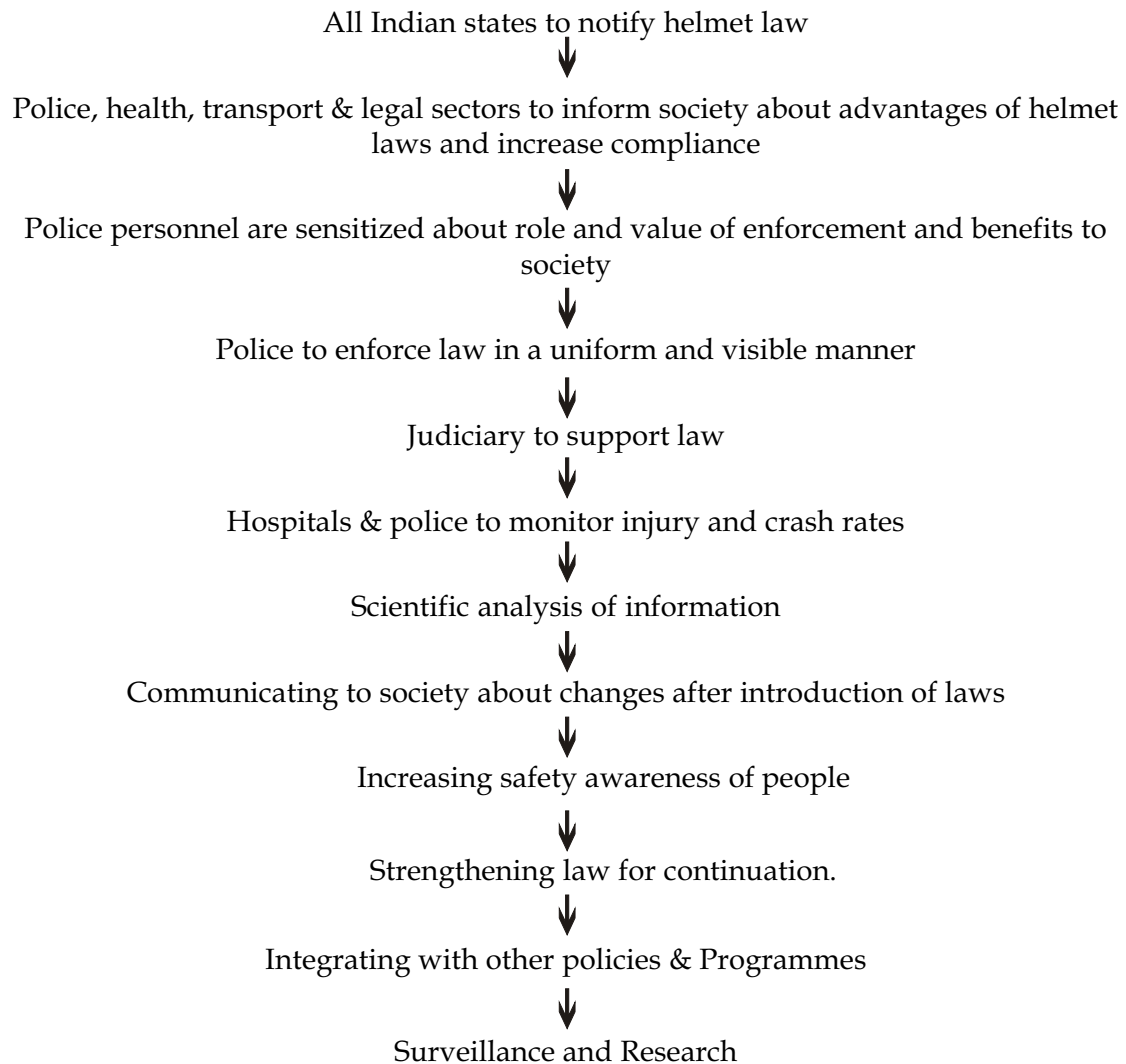 All Indian states to notify helmet law
Police, health, transport & legal sectors to inform society about advantages of helmet
laws and increase compliance
Police personnel are sensitized about role and value of enforcement and benefits to
society
Police to enforce law in a uniform and visible manner
Judiciary to support law
Hospitals & police to monitor injury and crash rates
Scientific analysis of information
Communicating to society about changes after introduction of laws
Increasing safety awareness of people
Strengthening law for continuation.
Integrating with other policies & Programmes
Surveillance and Research